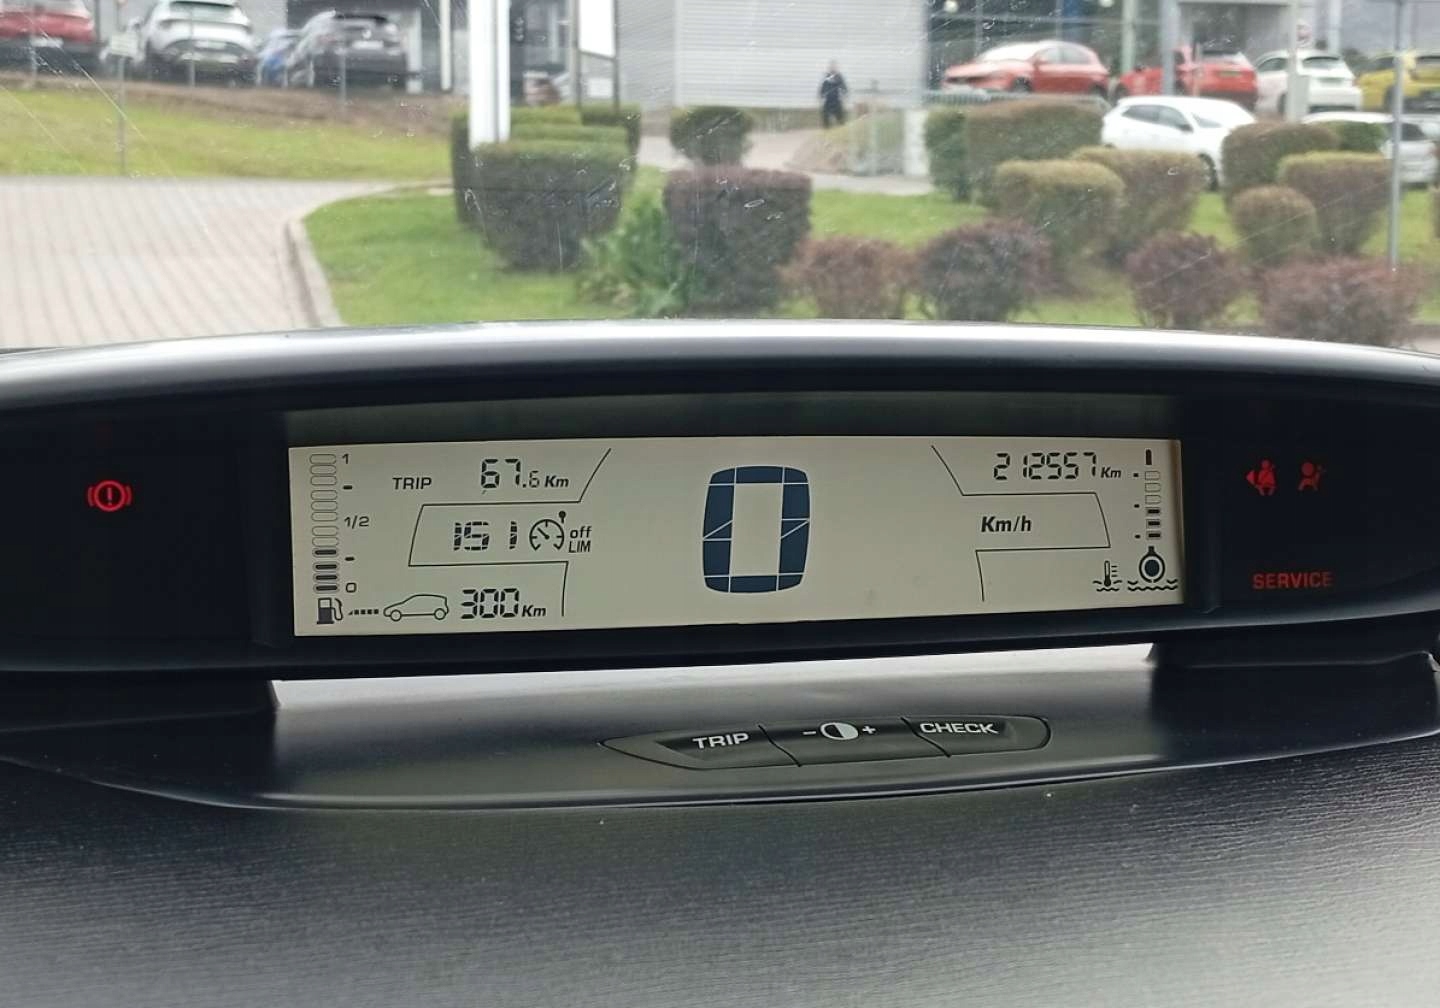 1
TRIP 67.6 Km
212557 Km
1/2
151 off
LIM
0
Km/h
0
300 Km
SERVICE
TRIP - + CHECK